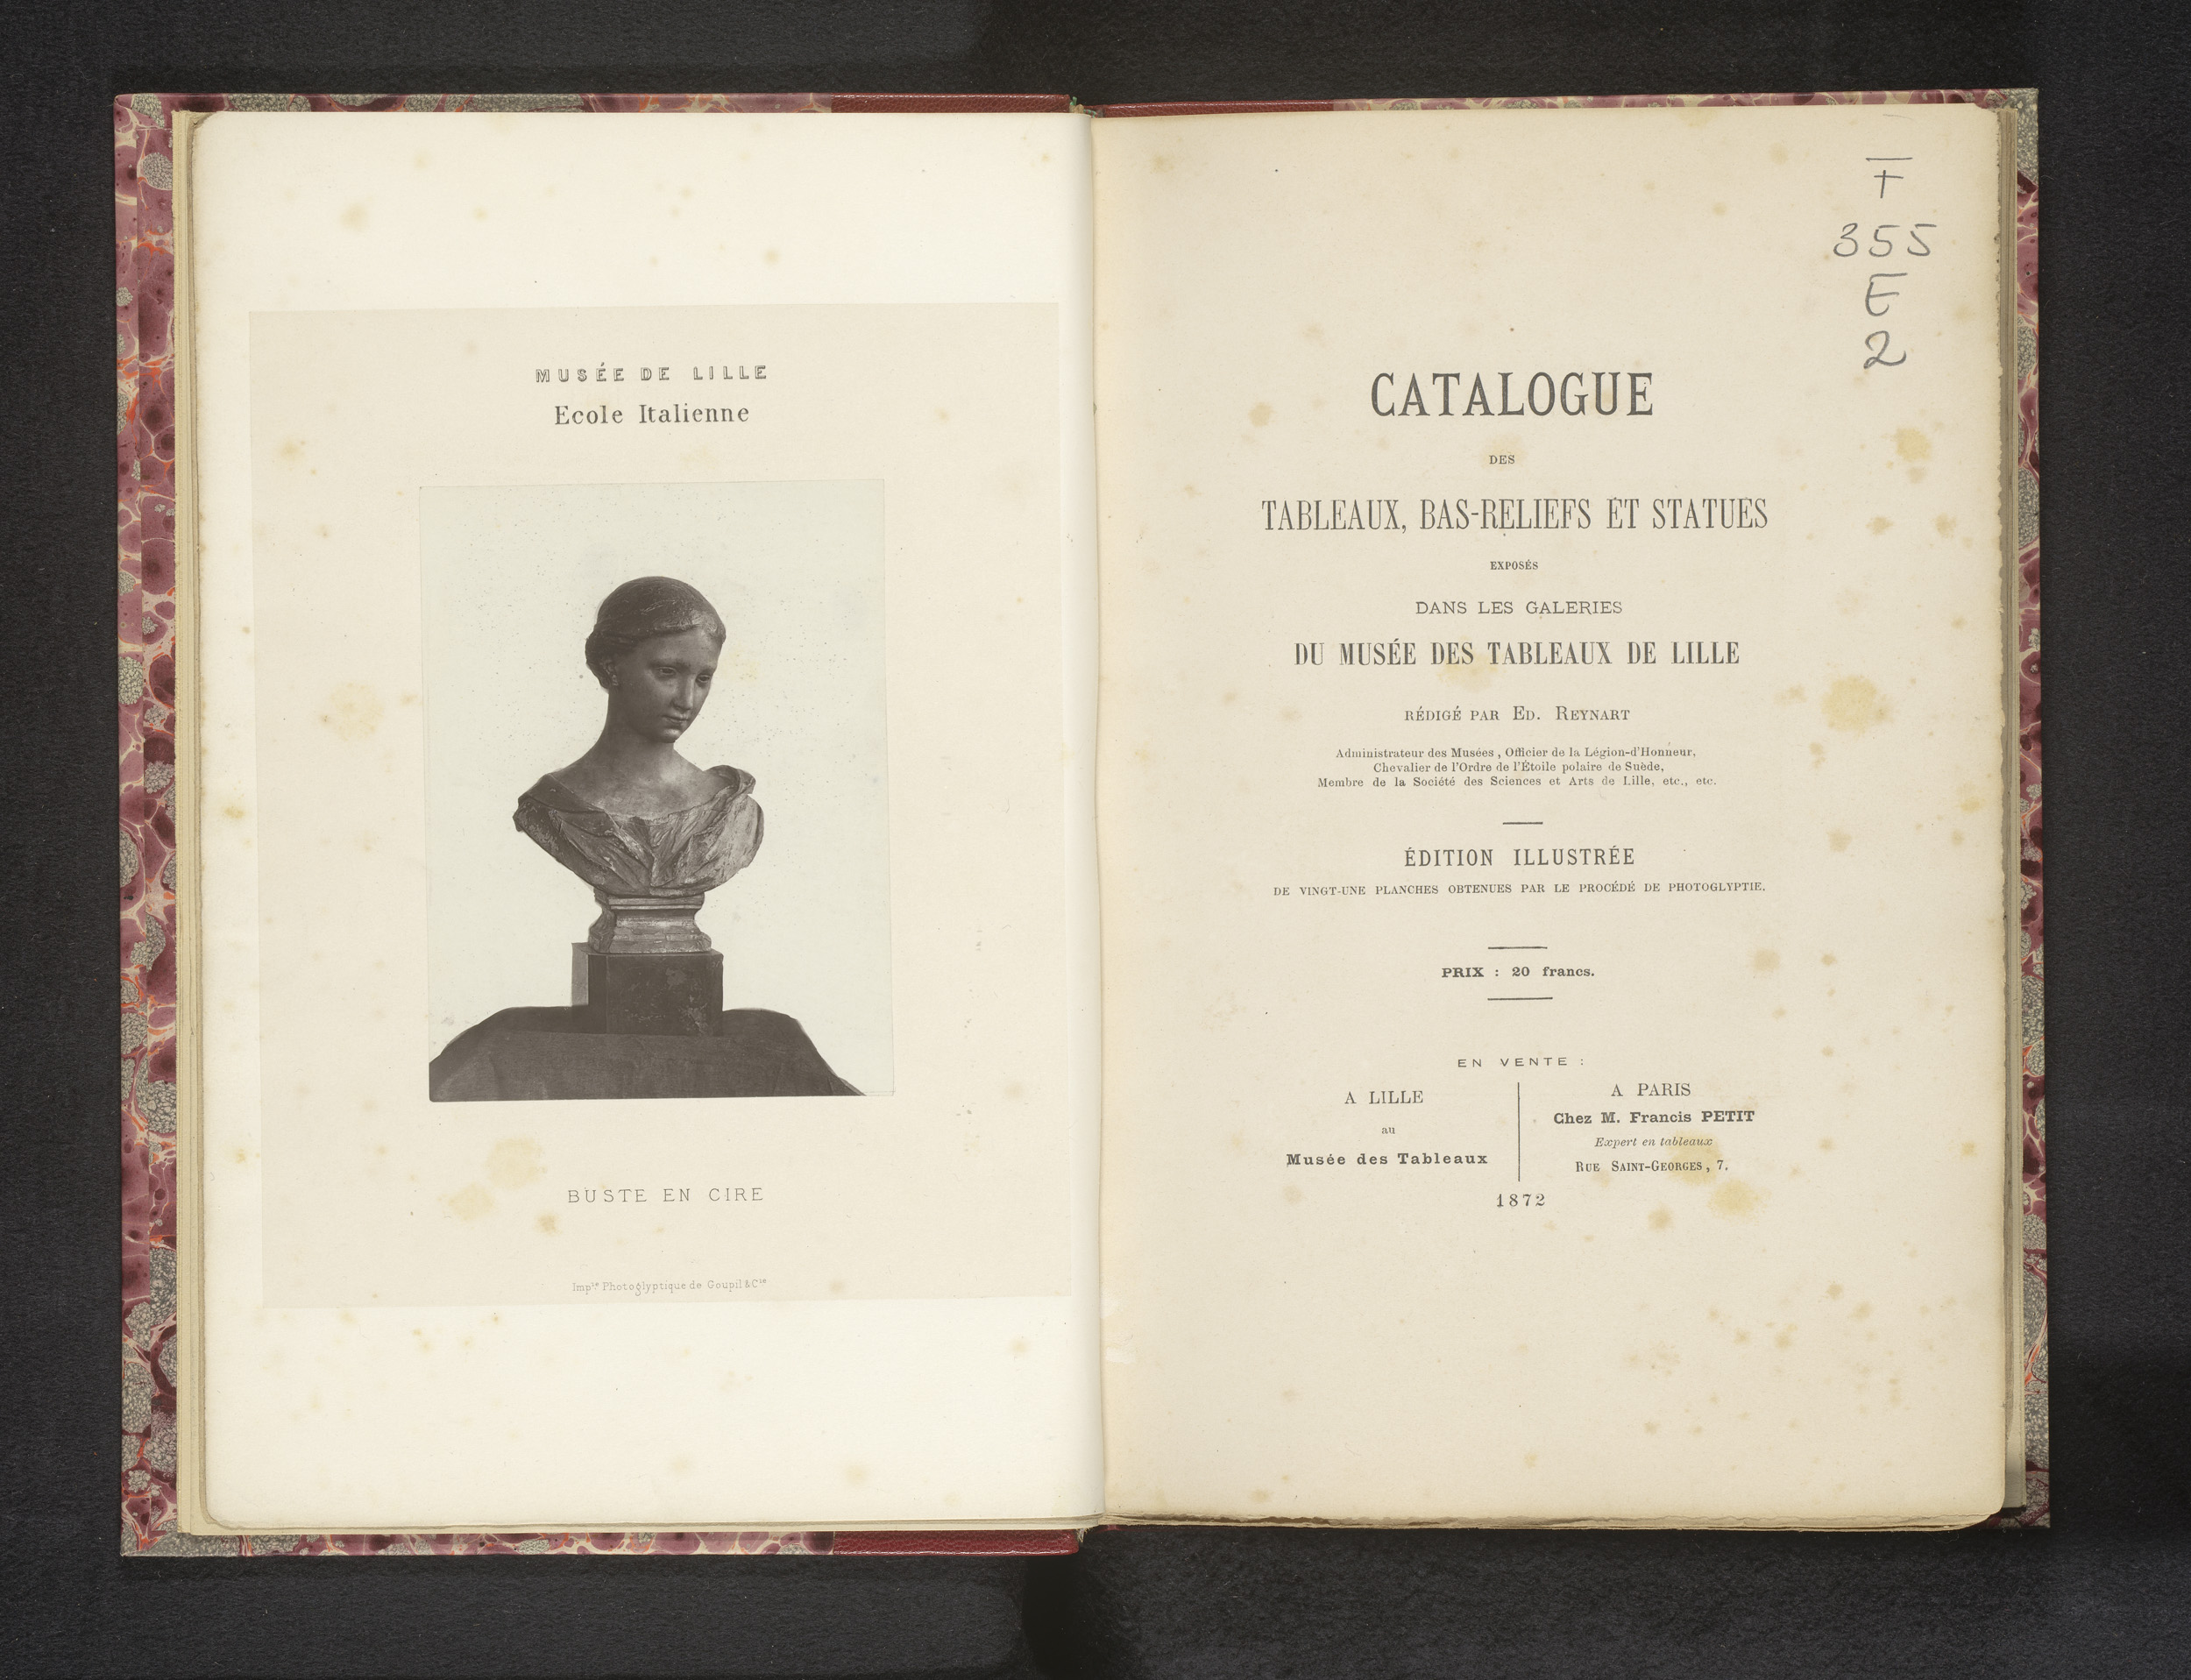 MUSÉE DE LILLE
Ecole Italienne
BUSTE EN CIRE
Impie Photoglyptique de Goupil & Cie
T
355
E
2
CATALOGUE
DES
TABLEAUX, BAS-RELIEFS ET STATUES
EXPOSÉS
DANS LES GALERIES
DU MUSÉE DES TABLEAUX DE LILLE
RÉDIGÉ PAR ED. REYNART
Administrateur des Musées, Officier de la Légion-d'Honneur,
Chevalier de l'Ordre de l'Étoile polaire de Suède,
Membre de la Société des Sciences et Arts de Lille, etc., etc.
ÉDITION ILLUSTRÉE
DE VINGT-UNE PLANCHES OBTENUES PAR LE PROCÉDÉ DE PHOTOGLYPTIE.
PRIX : 20 francs.
EN VENTE :
A LILLE
au
Musée des Tableaux
A PARIS
Chez M. Francis PETIT
Expert en tableaux
RUE SAINT-GEORGES, 7.
1872